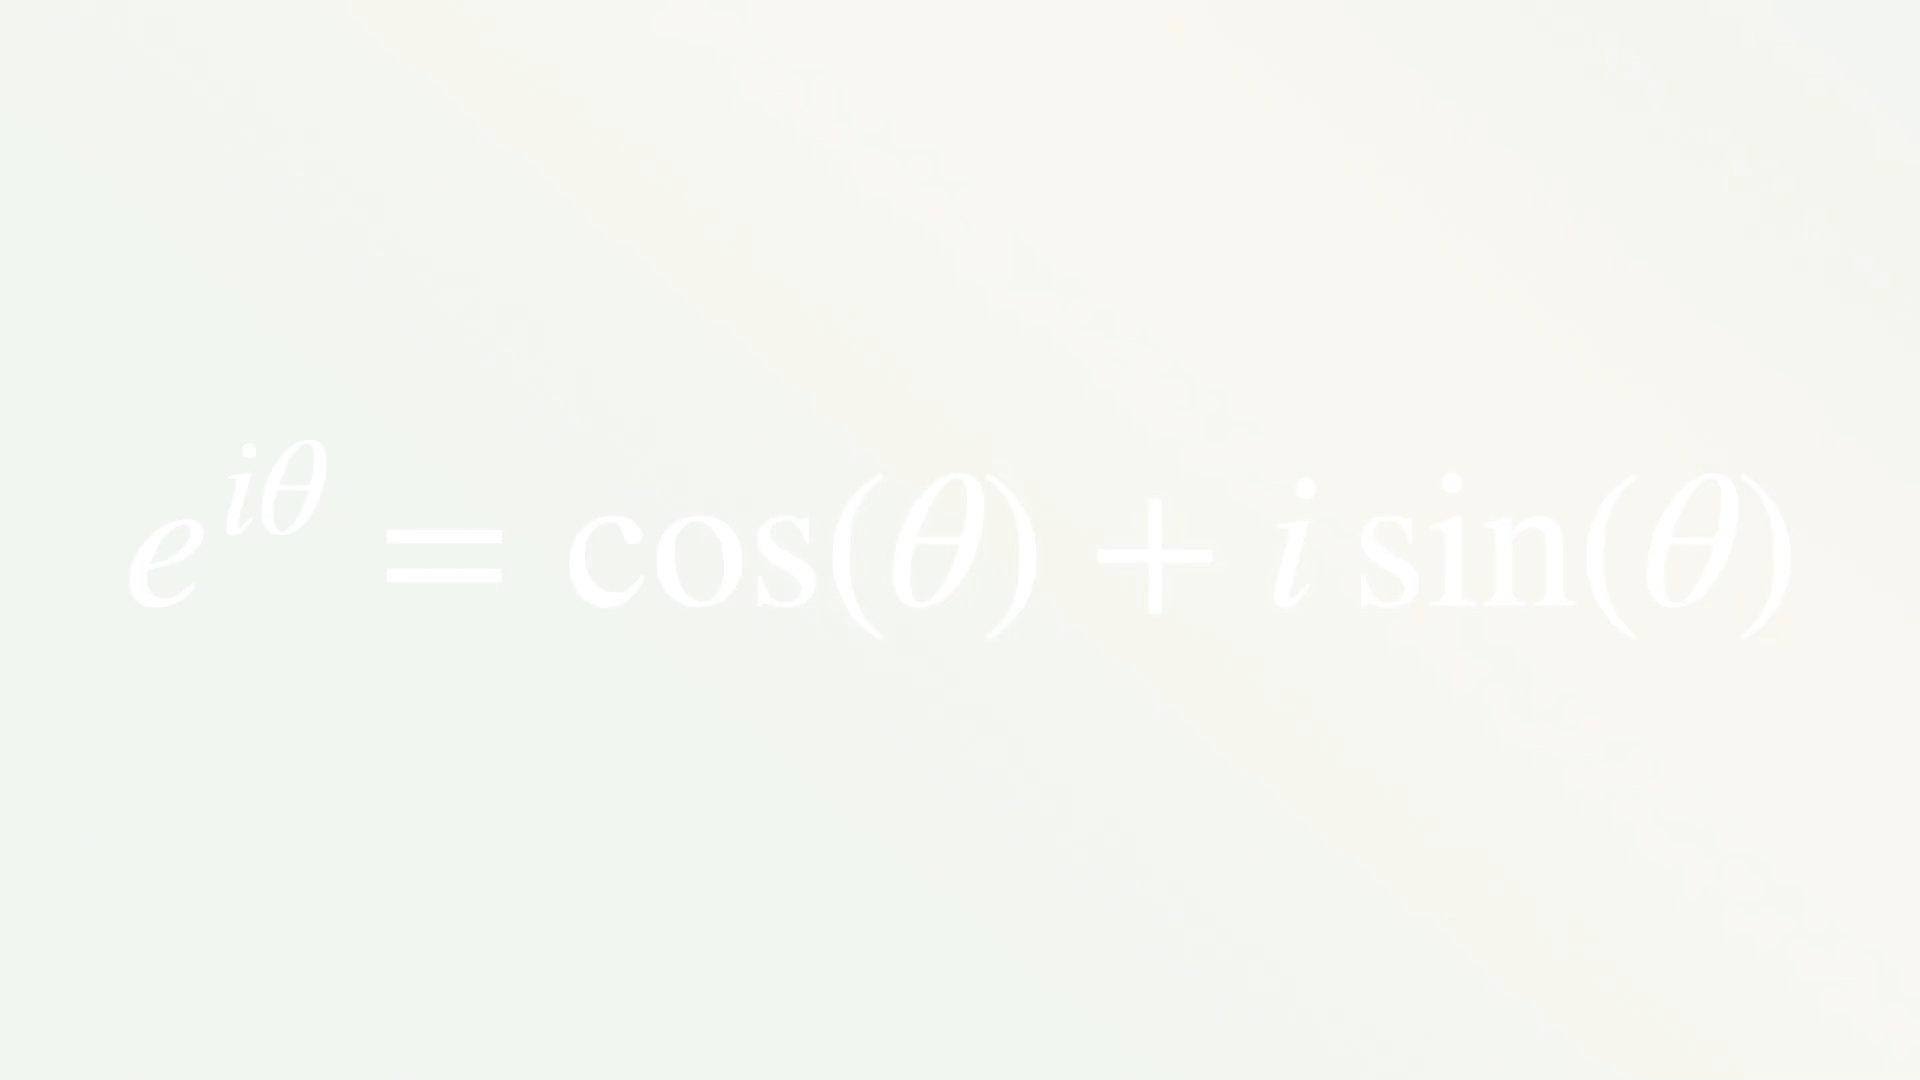 e^{iθ} = cos(θ) + i sin(θ)